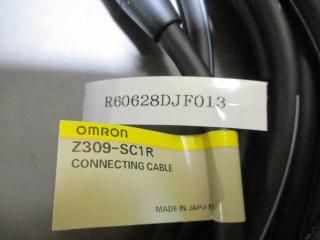 R60628DJF013
OMRON
Z309-SC1R
CONNECTING CABLE
MADE IN JAPAN